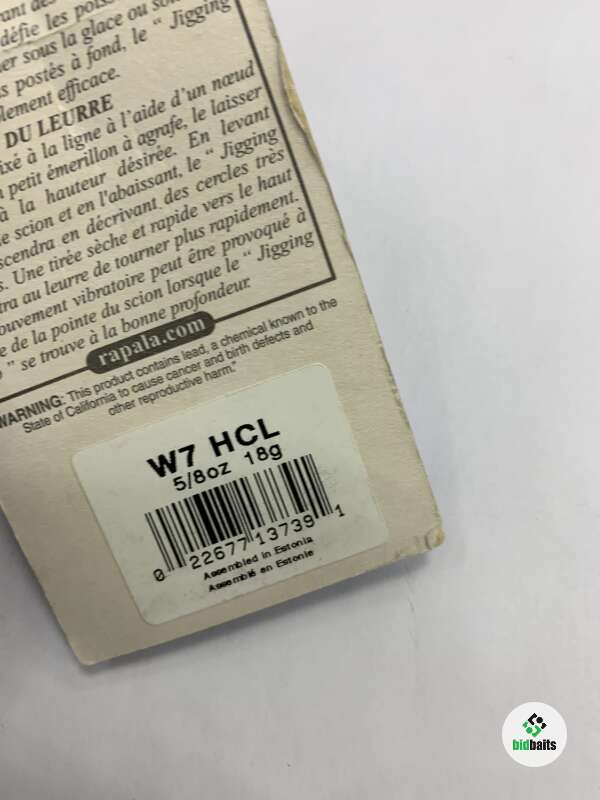 défie les
er sous la glace ou
s postés à fond, le “ Jigging
lement efficace.
DU LEURRE
ixé à la ligne à l'aide d'un nœud
petit émerillon à agrafe, le laisser
à la hauteur désirée. En levant
e scion et en l'abaissant, le “ Jigging
scendra en décrivant des cercles très
s. Une tirée sèche et rapide vers le haut
tra au leurre de tourner plus rapidement.
ouvement vibratoire peut être provoqué à
e de la pointe du scion lorsque le “ Jigging
” se trouve à la bonne profondeur.
rapala.com
WARNING: This product contains lead, a chemical known to the
State of California to cause cancer and birth defects and
other reproductive harm."
W7 HCL
5/8oz 18g
0 22677 13739 1
Assembled in Estonia
Assemblé en Estonie
bidbaits